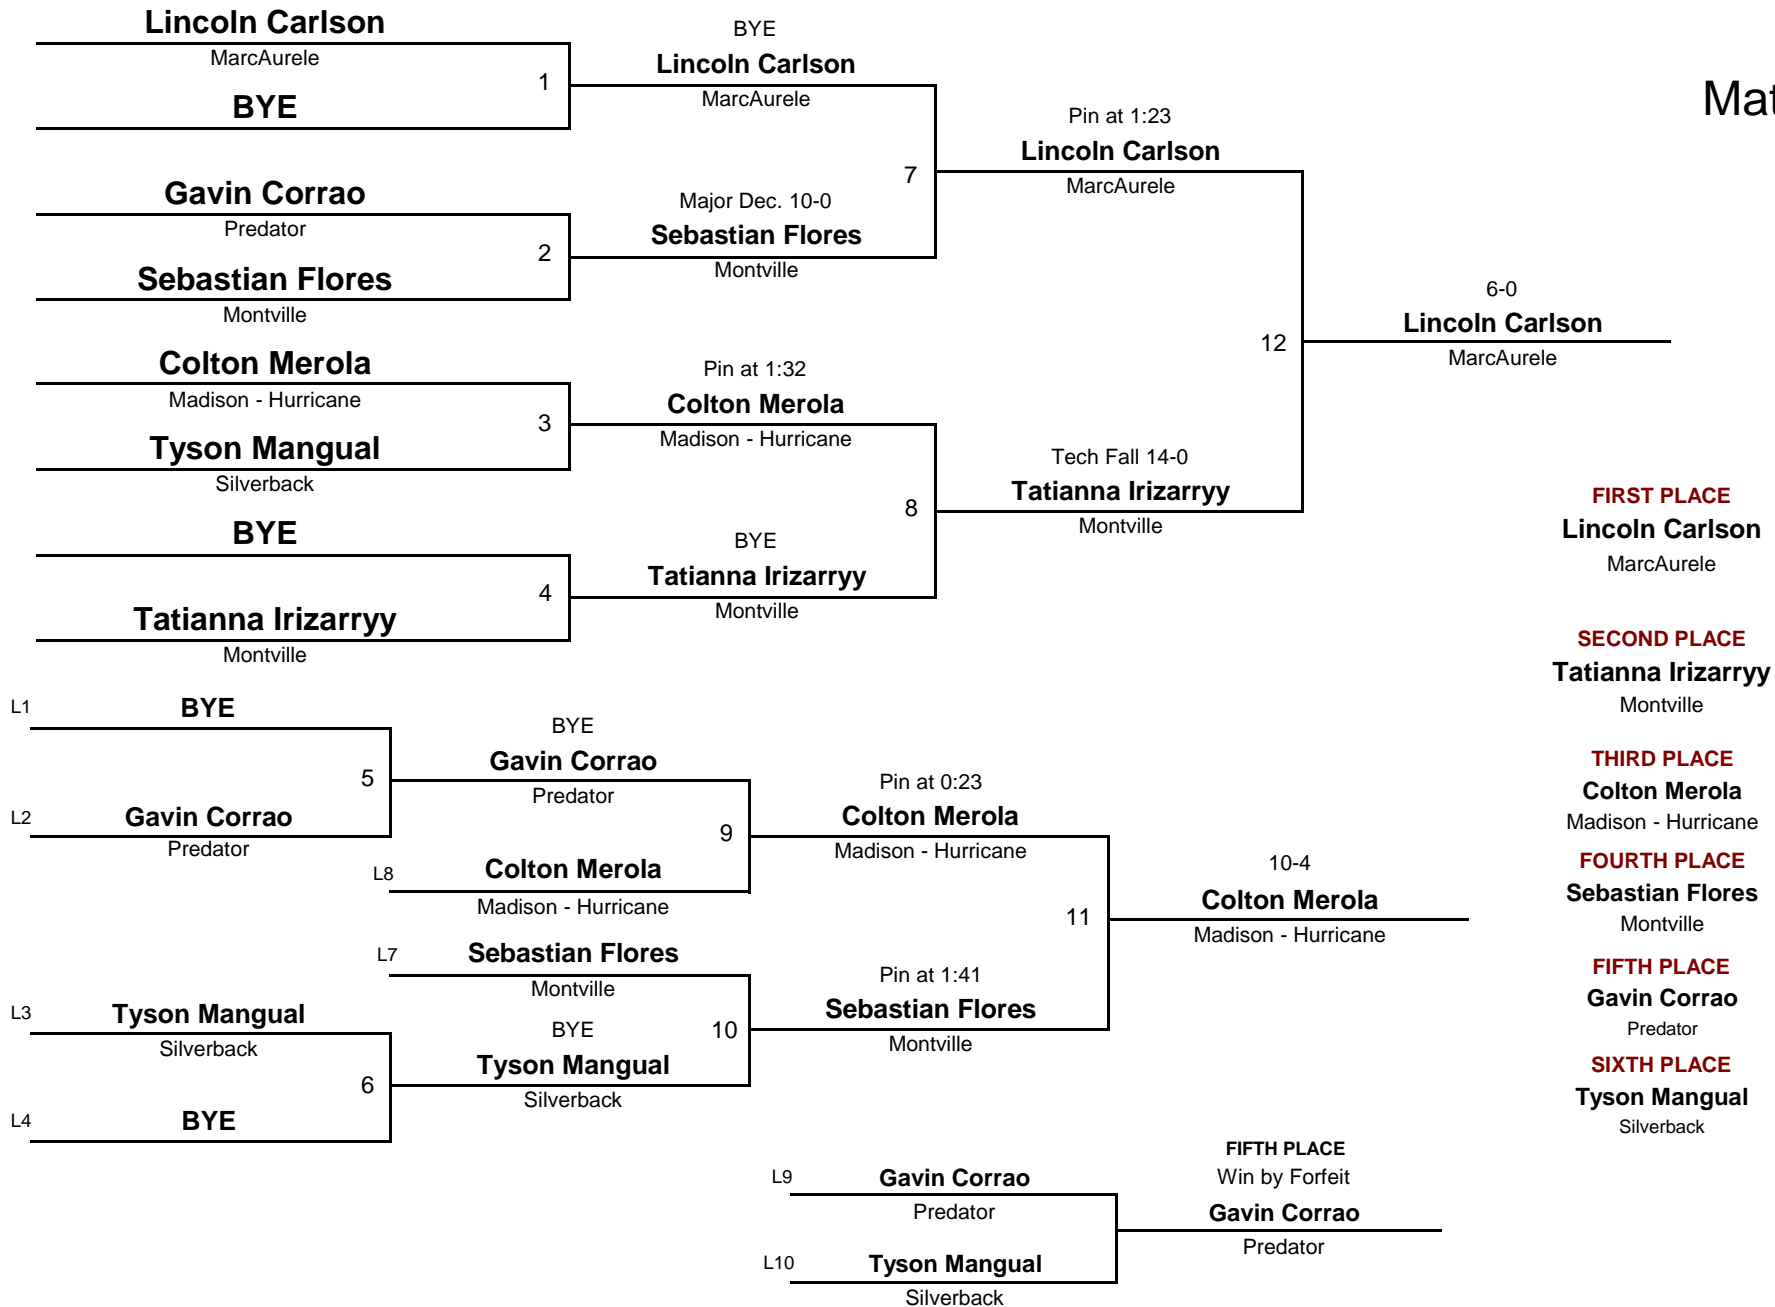 Lincoln Carlson
MarcAurele
1
BYE
BYE
Lincoln Carlson
MarcAurele
Gavin Corrao
Predator
2
Sebastian Flores
Montville
Major Dec. 10-0
Sebastian Flores
Montville
7
Pin at 1:23
Lincoln Carlson
MarcAurele
Mat
Colton Merola
Madison - Hurricane
3
Tyson Mangual
Silverback
Pin at 1:32
Colton Merola
Madison - Hurricane
BYE
4
Tatianna Irizarryy
Montville
BYE
Tatianna Irizarryy
Montville
8
Tech Fall 14-0
Tatianna Irizarryy
Montville
12
6-0
Lincoln Carlson
MarcAurele
L1
BYE
5
L2
Gavin Corrao
Predator
BYE
Gavin Corrao
Predator
9
L8
Colton Merola
Madison - Hurricane
Pin at 0:23
Colton Merola
Madison - Hurricane
L7
Sebastian Flores
Montville
10
L3
Tyson Mangual
Silverback
6
L4
BYE
BYE
Tyson Mangual
Silverback
Pin at 1:41
Sebastian Flores
Montville
11
10-4
Colton Merola
Madison - Hurricane
L9
Gavin Corrao
Predator
L10
Tyson Mangual
Silverback
FIFTH PLACE
Win by Forfeit
Gavin Corrao
Predator
FIRST PLACE
Lincoln Carlson
MarcAurele
SECOND PLACE
Tatianna Irizarryy
Montville
THIRD PLACE
Colton Merola
Madison - Hurricane
FOURTH PLACE
Sebastian Flores
Montville
FIFTH PLACE
Gavin Corrao
Predator
SIXTH PLACE
Tyson Mangual
Silverback